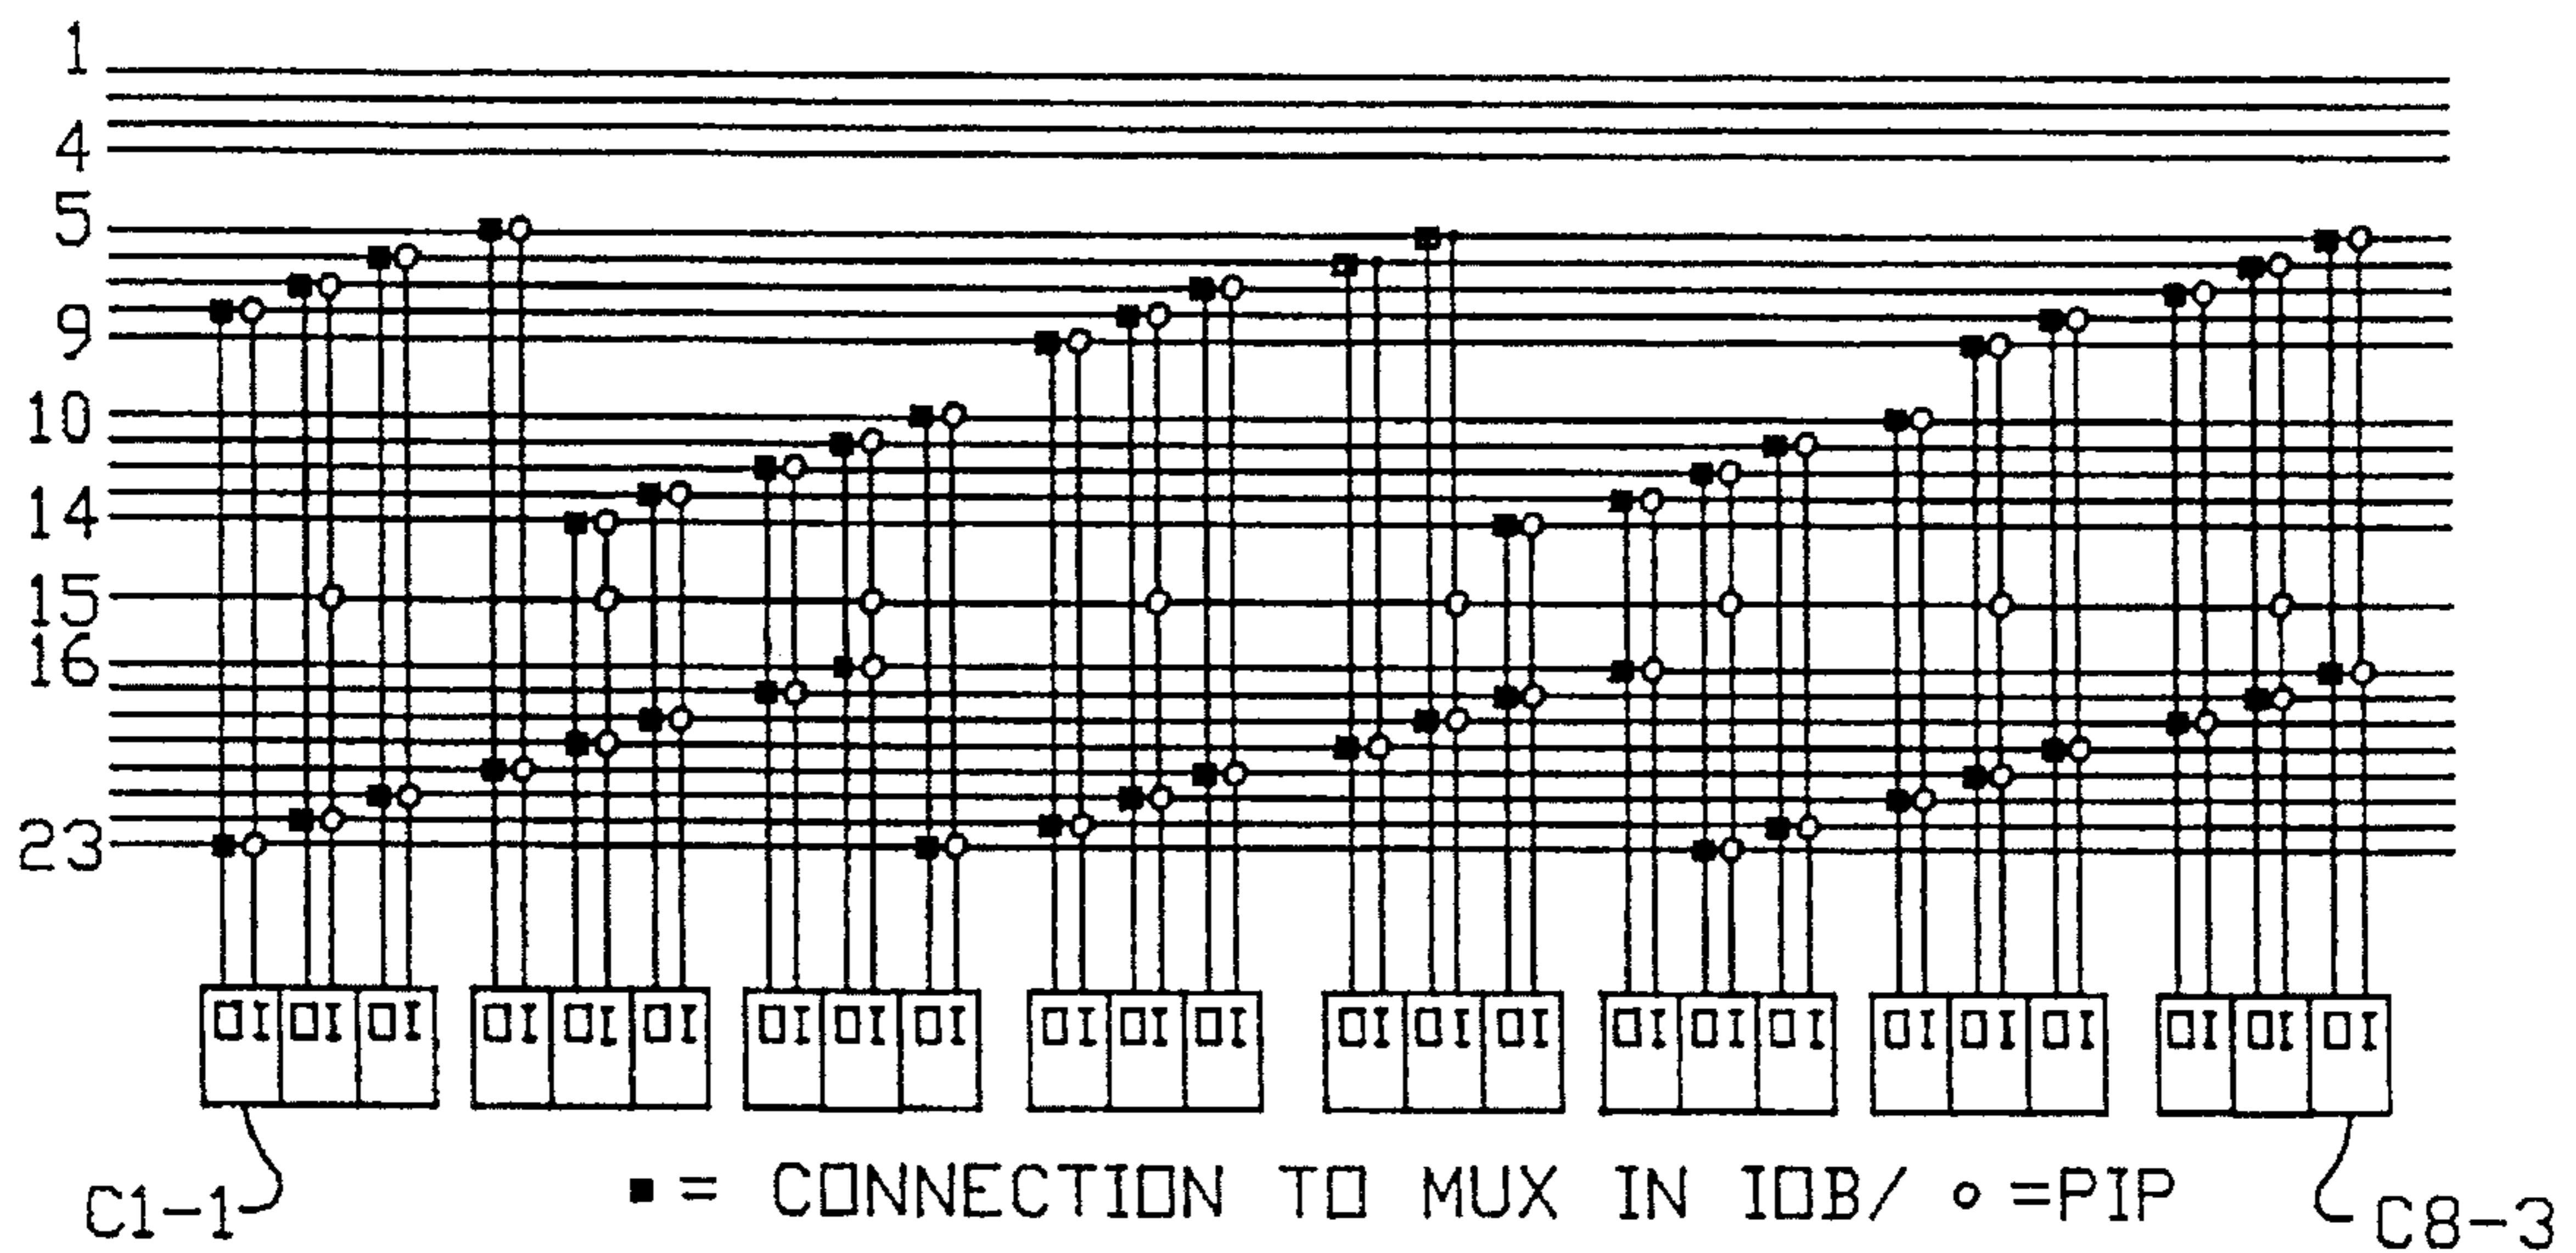 1
4
5
9
10
14
15
16
23
OI OI OI OI OI OI OI OI OI OI OI OI OI OI OI OI OI OI OI OI OI OI OI OI
C1-1
■ = CONNECTION TO MUX IN IOB/ ○ =PIP
C8-3